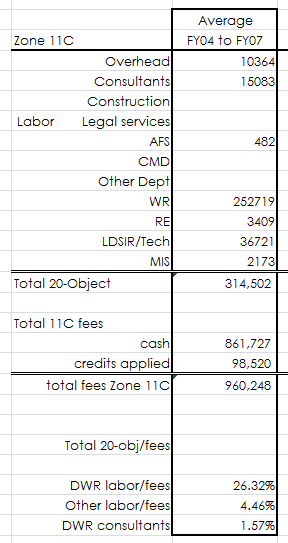 Average
Zone 11C FY04 to FY07
Overhead 10364
Consultants 15083
Construction
Labor Legal services
AFS 482
CMD
Other Dept
WR 252719
RE 3409
LDSIR/Tech 36721
MIS 2173
Total 20-Object 314,502
Total 11C fees
cash 861,727
credits applied 98,520
total fees Zone 11C 960,248
Total 20-obj/fees
DWR labor/fees 26.32%
Other labor/fees 4.46%
DWR consultants 1.57%